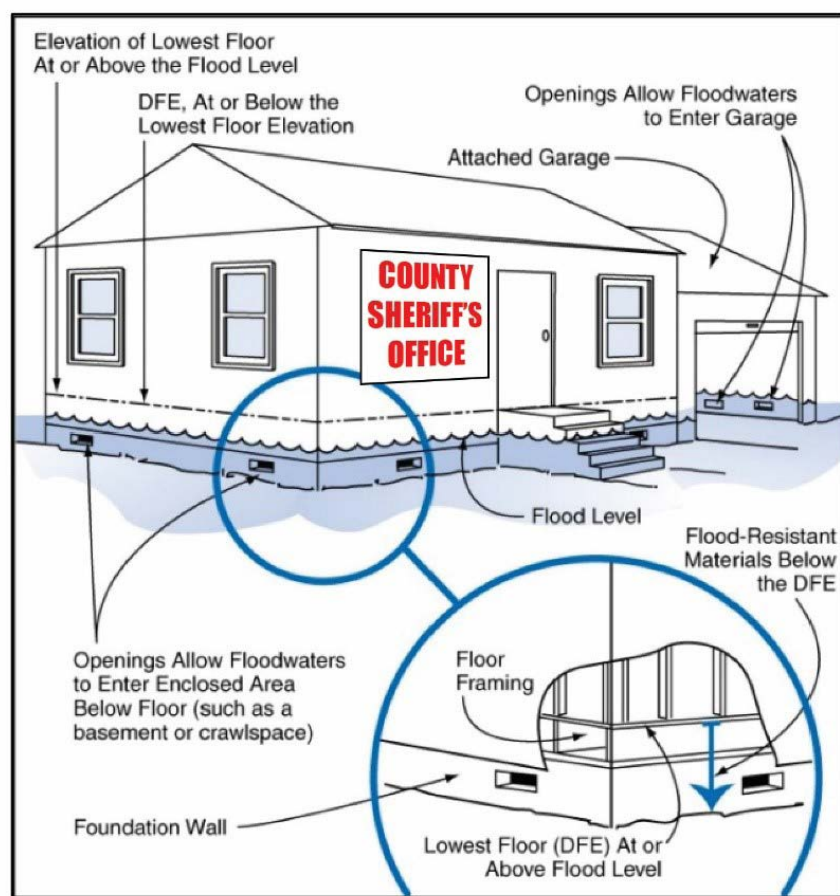 Elevation of Lowest Floor
At or Above the Flood Level
DFE, At or Below the
Lowest Floor Elevation
Openings Allow Floodwaters
to Enter Garage
Attached Garage
COUNTY
SHERIFF'S
OFFICE
Flood Level
Flood-Resistant
Materials Below
the DFE
Openings Allow Floodwaters
to Enter Enclosed Area
Below Floor (such as a
basement or crawlspace)
Floor
Framing
Foundation Wall
Lowest Floor (DFE) At or
Above Flood Level